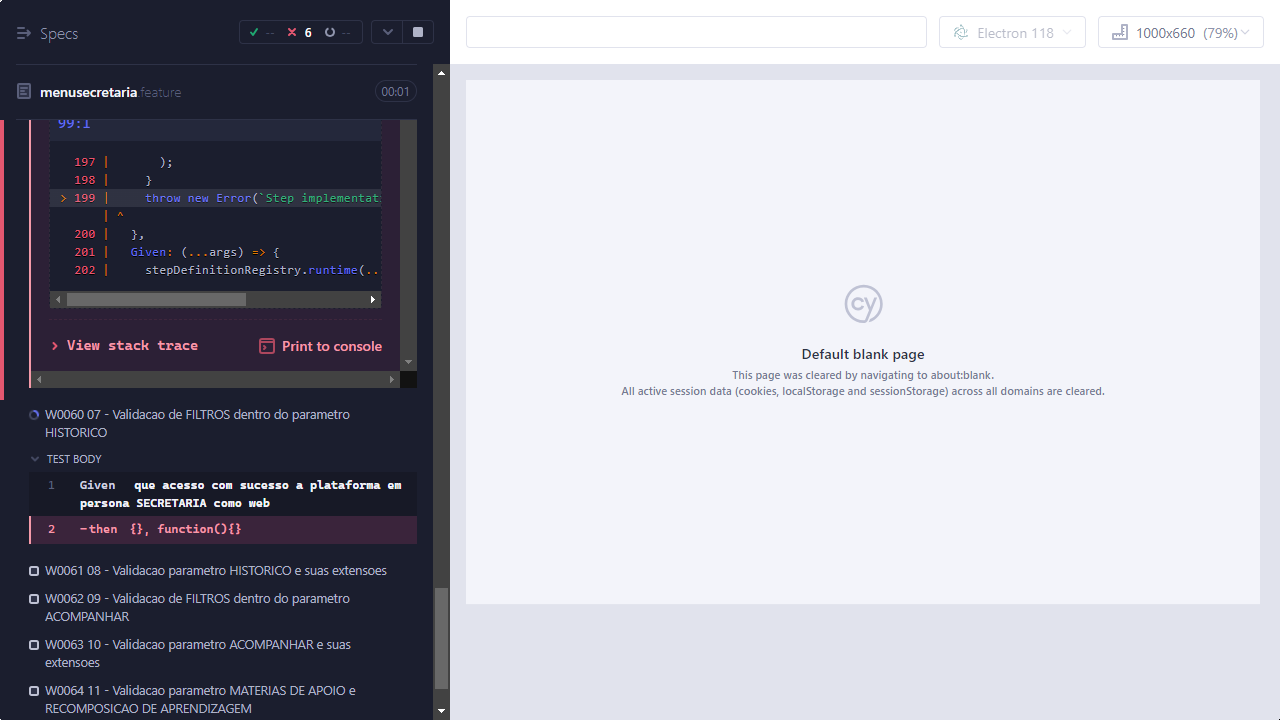 Specs
-- 6 --
Electron 118
1000x660 (79%)
menusecretaria feature
00:01
99:1
197 | );
198 | }
> 199 | throw new Error(`Step implementat
| ^
200 | },
201 | Given: (...args) => {
202 | stepDefinitionRegistry.runtime(..
> View stack trace
Print to console
W0060 07 - Validacao de FILTROS dentro do parametro
HISTORICO
TEST BODY
1 Given que acesso com sucesso a plataforma em
persona SECRETARIA como web
2 -then {}, function(){}
W0061 08 - Validacao parametro HISTORICO e suas extensoes
W0062 09 - Validacao de FILTROS dentro do parametro
ACOMPANHAR
W0063 10 - Validacao parametro ACOMPANHAR e suas
extensoes
W0064 11 - Validacao parametro MATERIAS DE APOIO e
RECOMPOSICAO DE APRENDIZAGEM
cy
Default blank page
This page was cleared by navigating to about:blank.
All active session data (cookies, localStorage and sessionStorage) across all domains are cleared.